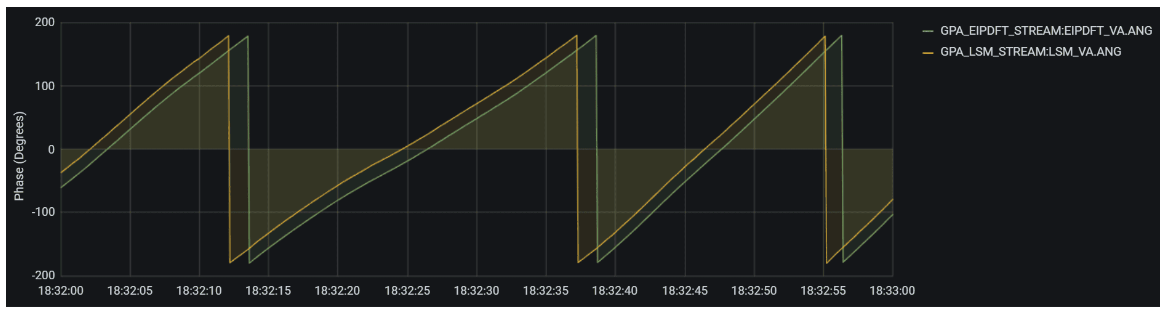 200
100
0
-100
-200
Phase (Degrees)
18:32:00 18:32:05 18:32:10 18:32:15 18:32:20 18:32:25 18:32:30 18:32:35 18:32:40 18:32:45 18:32:50 18:32:55 18:33:00
GPA_EIPDFT_STREAM:EIPDFT_VA.ANG
GPA_LSM_STREAM:LSM_VA.ANG